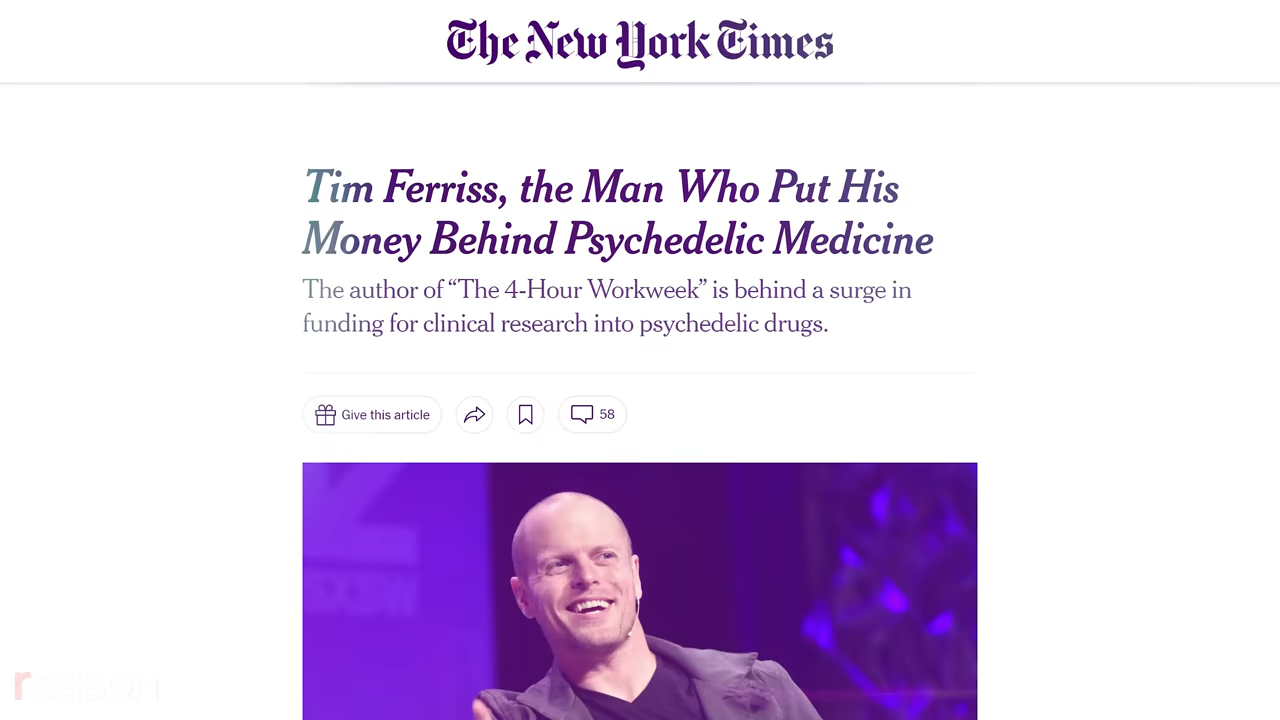 The New York Times
Tim Ferriss, the Man Who Put His
Money Behind Psychedelic Medicine
The author of “The 4-Hour Workweek” is behind a surge in
funding for clinical research into psychedelic drugs.
Give this article
58
reason